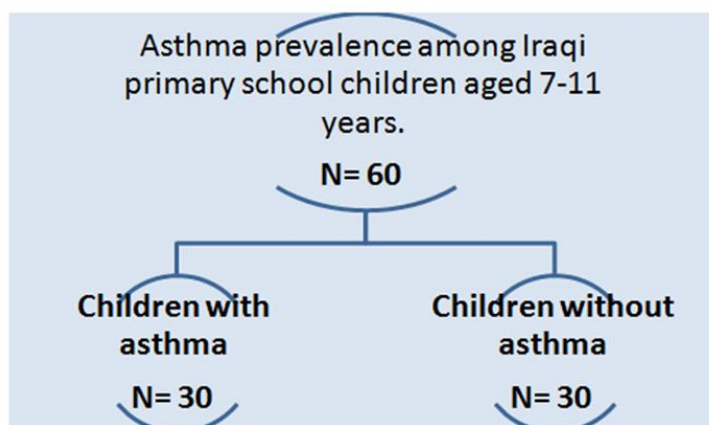 Asthma prevalence among Iraqi
primary school children aged 7-11
years.
N= 60
Children with
asthma
N= 30
Children without
asthma
N= 30